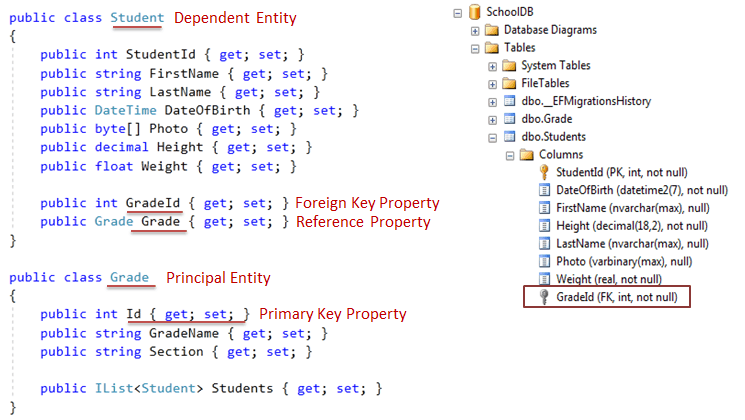 public class Student Dependent Entity
{
public int StudentId { get; set; }
public string FirstName { get; set; }
public string LastName { get; set; }
public DateTime DateOfBirth { get; set; }
public byte[] Photo { get; set; }
public decimal Height { get; set; }
public float Weight { get; set; }
public int GradeId { get; set; } Foreign Key Property
public Grade Grade { get; set; } Reference Property
}
public class Grade Principal Entity
{
public int Id { get; set; } Primary Key Property
public string GradeName { get; set; }
public string Section { get; set; }
public IList<Student> Students { get; set; }
}
SchoolDB
Database Diagrams
Tables
System Tables
FileTables
dbo.__EFMigrationsHistory
dbo.Grade
dbo.Students
Columns
StudentId (PK, int, not null)
DateOfBirth (datetime2(7), not null)
FirstName (nvarchar(max), null)
Height (decimal(18,2), not null)
LastName (nvarchar(max), null)
Photo (varbinary(max), null)
Weight (real, not null)
GradeId (FK, int, not null)